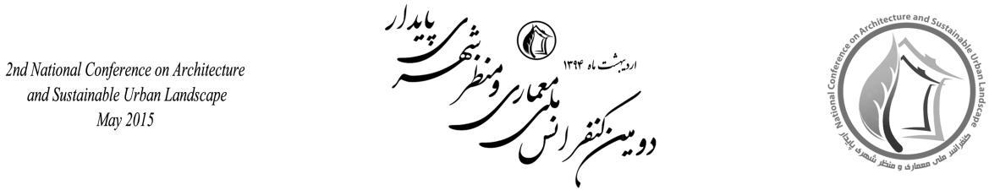 2nd National Conference on Architecture
and Sustainable Urban Landscape
May 2015
دومین کنفرانس ملی معماری و منظر شهری پایدار
اردیبهشت ماه ۱۳۹۴
National Conference on Architecture and Sustainable Urban Landscape
کنفرانس ملی معماری و منظر شهری پایدار